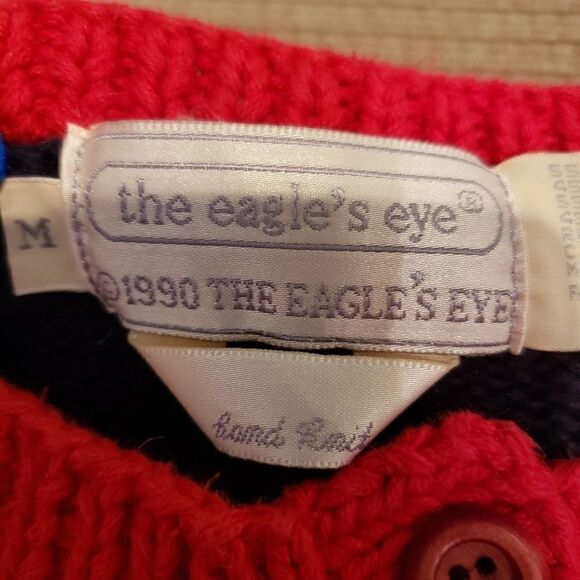 the eagle's eye®
M
©1990 THE EAGLE'S EYE
hand knit